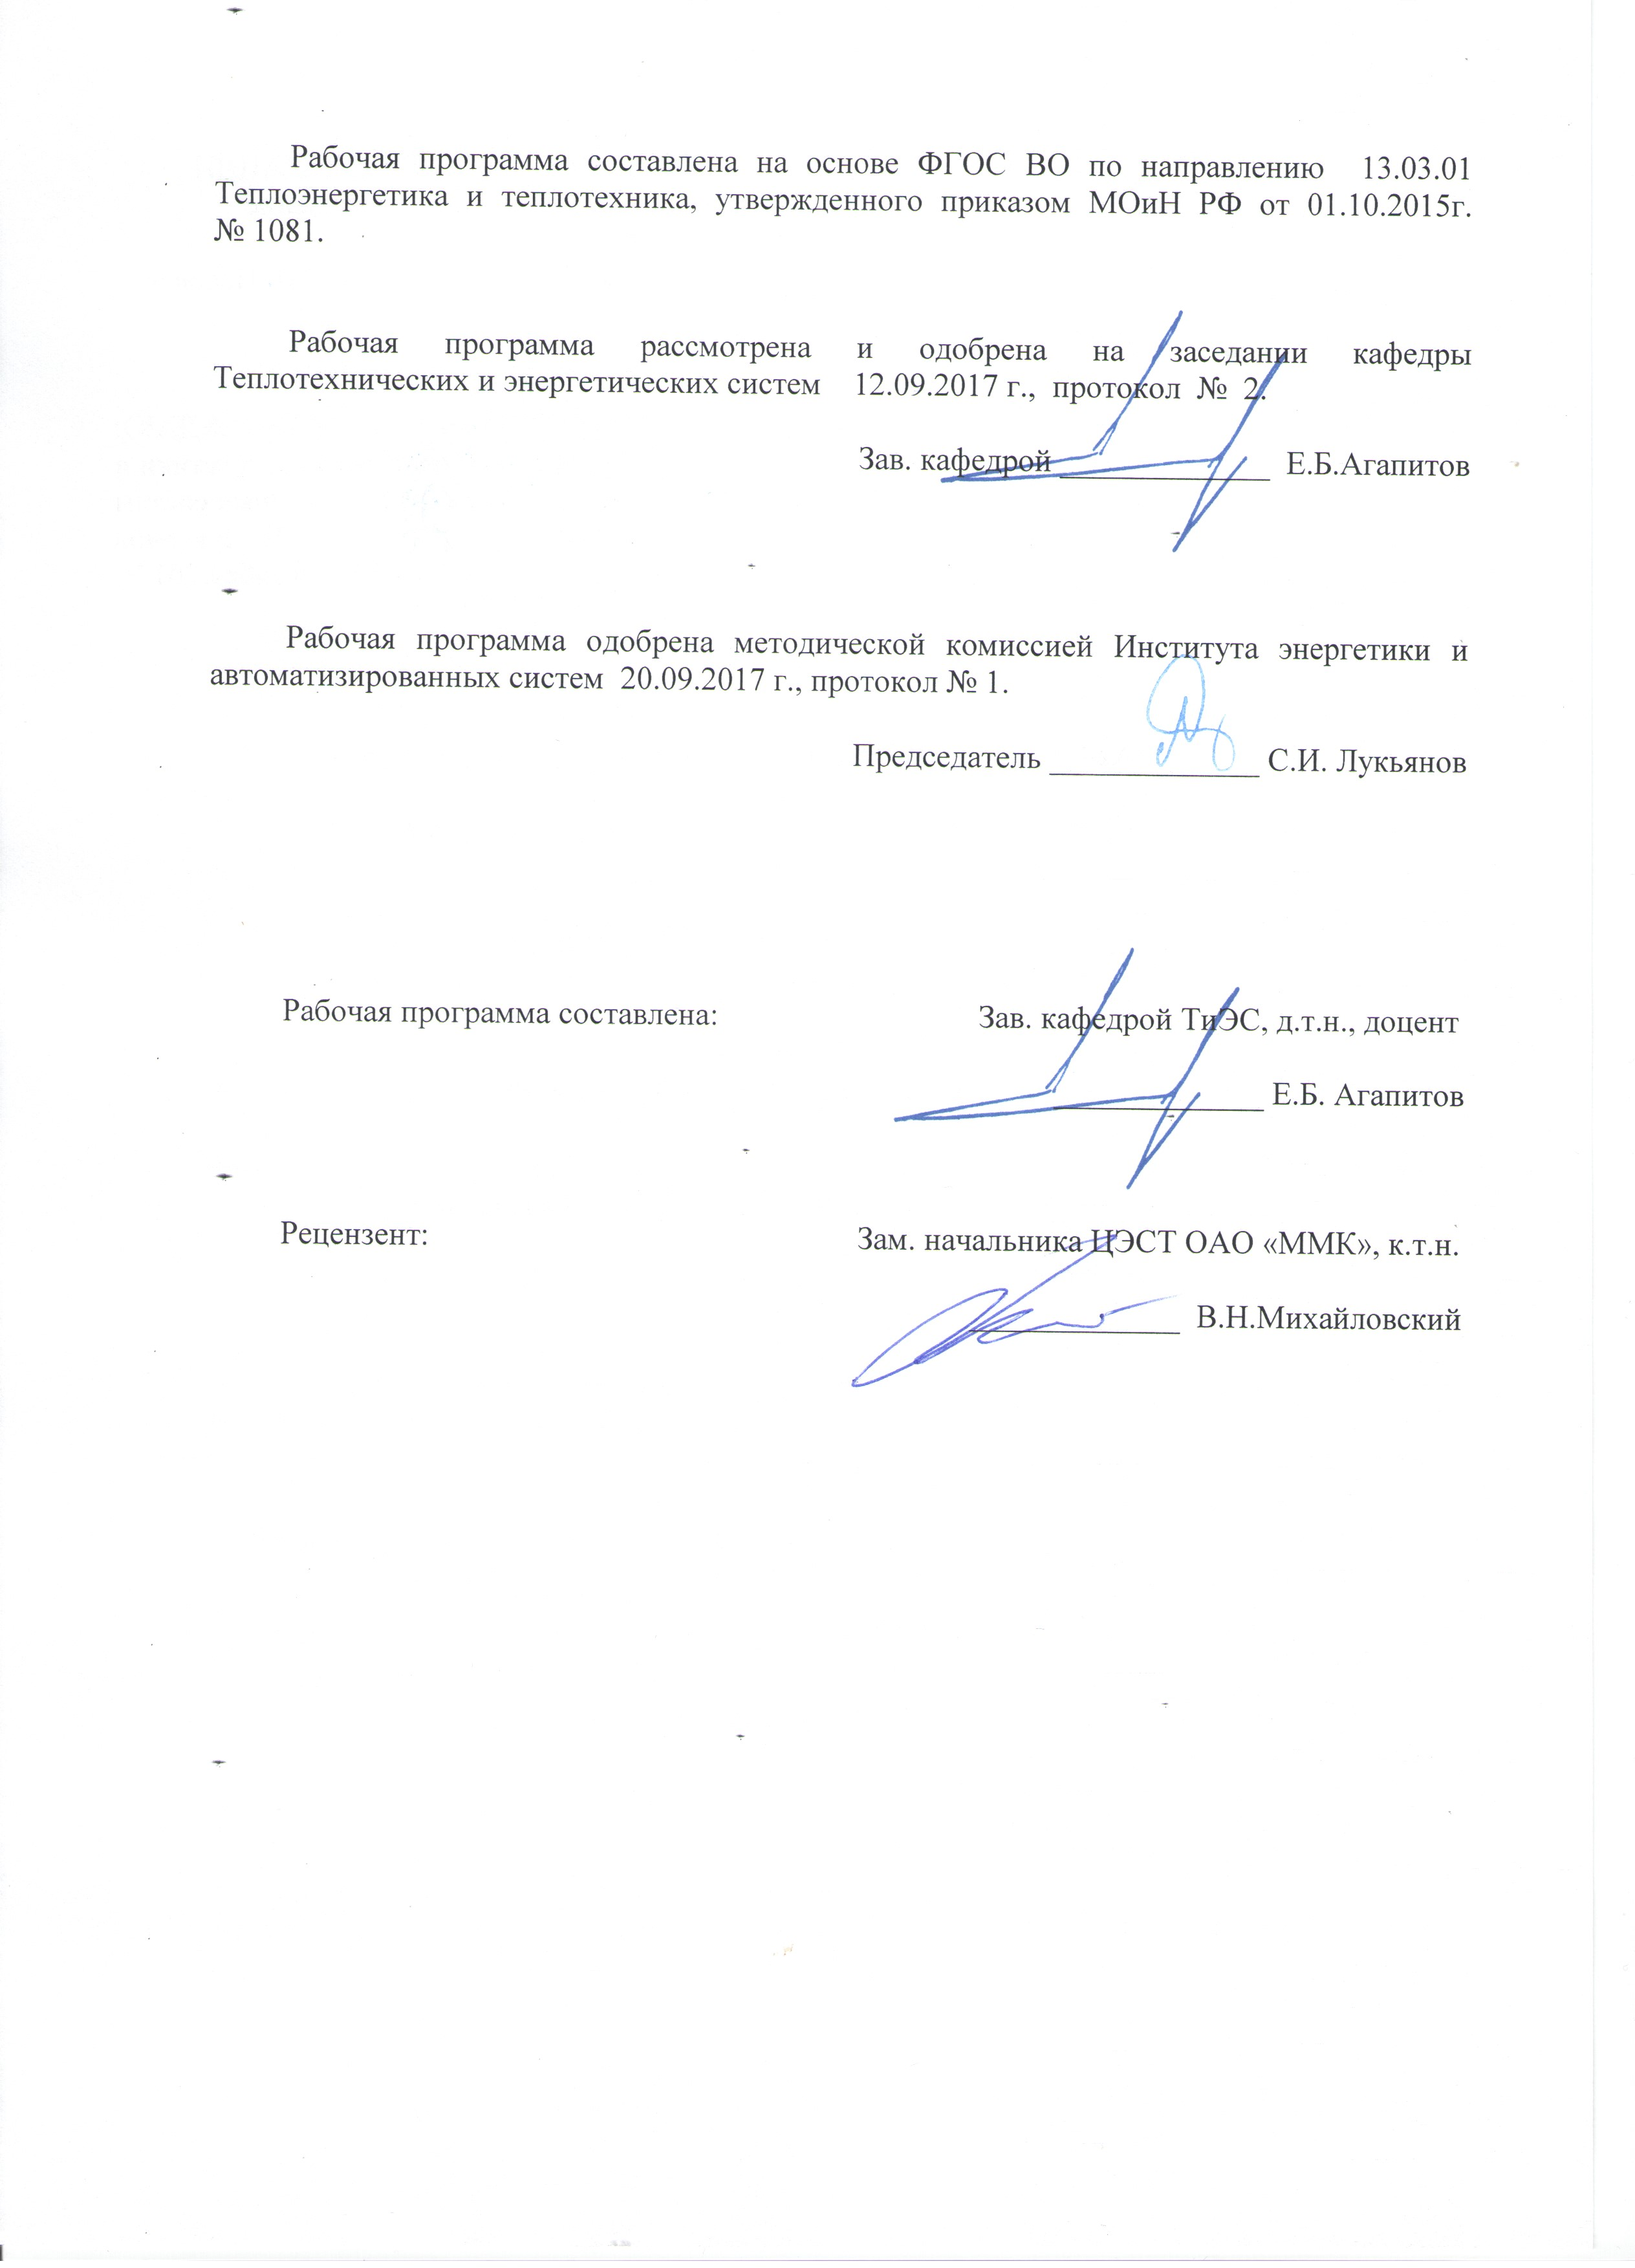 Рабочая программа составлена на основе ФГОС ВО по направлению 13.03.01
Теплоэнергетика и теплотехника, утвержденного приказом МОиН РФ от 01.10.2015г.
№ 1081.
Рабочая программа рассмотрена и одобрена на заседании кафедры
Теплотехнических и энергетических систем 12.09.2017 г., протокол № 2.
Зав. кафедрой _____________ Е.Б.Агапитов
Рабочая программа одобрена методической комиссией Института энергетики и
автоматизированных систем 20.09.2017 г., протокол № 1.
Председатель _____________ С.И. Лукьянов
Рабочая программа составлена: Зав. кафедрой ТиЭС, д.т.н., доцент
_____________ Е.Б. Агапитов
Рецензент: Зам. начальника ЦЭСТ ОАО «ММК», к.т.н.
_____________ В.Н.Михайловский